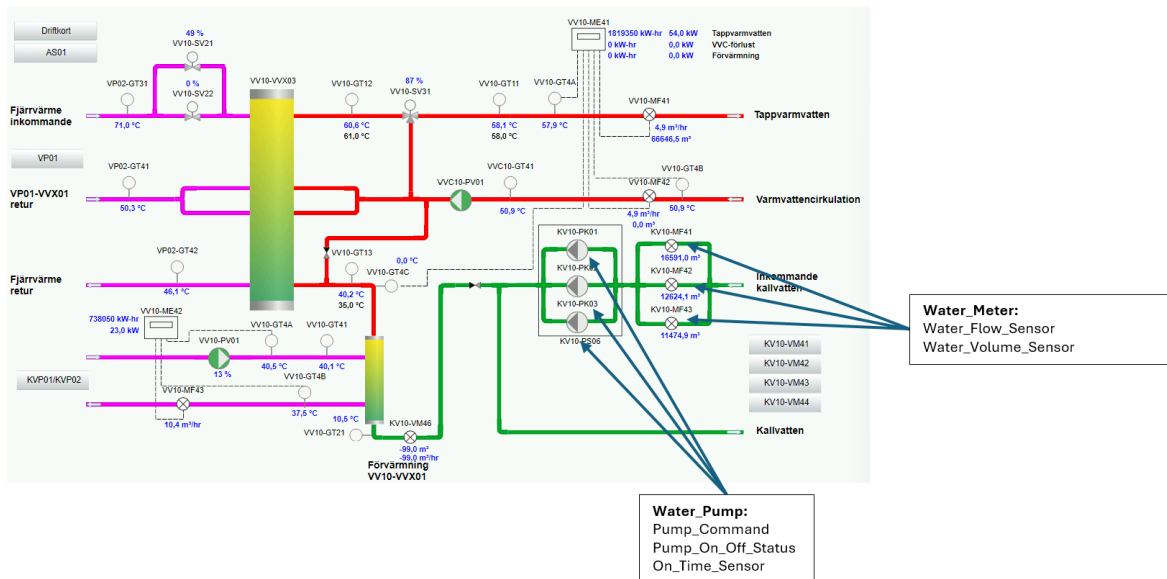 Driftkort
AS01
49 %
VV10-SV21
0 %
VV10-SV22
VP02-GT31
71,0 °C
Fjärrvärme
inkommande
VV10-VVX03
VV10-GT12
60,6 °C
61,0 °C
87 %
VV10-SV31
VV10-GT11
58,1 °C
58,0 °C
VV10-GT4A
57,9 °C
VV10-ME41
1819350 kW-hr 54,0 kW Tappvarmvatten
0 kW-hr 0,0 kW VVC-förlust
0 kW-hr 0,0 kW Förvärmning
VV10-MF41
4,9 m³/hr
66646,5 m³
Tappvarmvatten
VP01
VP02-GT41
50,3 °C
VP01-VVX01
retur
VVC10-PV01
VVC10-GT41
50,9 °C
VV10-MF42
4,9 m³/hr
0,0 m³
VV10-GT4B
50,9 °C
Varmvattencirkulation
VP02-GT42
46,1 °C
Fjärrvärme
retur
VV10-GT13
40,2 °C
35,0 °C
0,0 °C
VV10-GT4C
KV10-PK01
KV10-PK02
KV10-PK03
KV10-PS06
KV10-MF41
16591,0 m³
KV10-MF42
12624,1 m³
KV10-MF43
11474,9 m³
Inkommande
kallvatten
VV10-ME42
738050 kW-hr
23,0 kW
VV10-PV01
13 %
VV10-GT4A
40,5 °C
VV10-GT41
40,1 °C
KVP01/KVP02
VV10-MF43
10,4 m³/hr
VV10-GT4B
37,5 °C
10,5 °C
VV10-GT21
KV10-VM46
-99,0 m³
-99,0 m³/hr
Förvärmning
VV10-VVX01
KV10-VM41
KV10-VM42
KV10-VM43
KV10-VM44
Kallvatten
Water_Meter:
Water_Flow_Sensor
Water_Volume_Sensor
Water_Pump:
Pump_Command
Pump_On_Off_Status
On_Time_Sensor